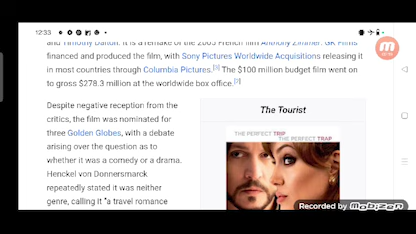 12:33
and Timothy Dalton. It is a remake of the 2005 French film Anthony Zimmer. GK Films
financed and produced the film, with Sony Pictures Worldwide Acquisitions releasing it
in most countries through Columbia Pictures.[3] The $100 million budget film went on
to gross $278.3 million at the worldwide box office.[2]
Despite negative reception from the
critics, the film was nominated for
three Golden Globes, with a debate
arising over the question as to
whether it was a comedy or a drama.
Henckel von Donnersmarck
repeatedly stated it was neither
genre, calling it "a travel romance
The Tourist
THE PERFECT TRIP
THE PERFECT TRAP
Recorded by Mobizen